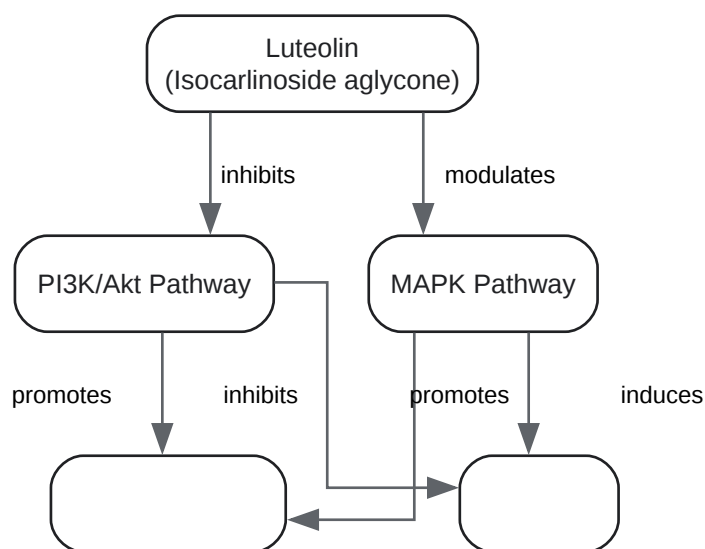 Luteolin
(Isocarlinoside aglycone)
inhibits
modulates
PI3K/Akt Pathway
MAPK Pathway
promotes
inhibits
promotes
induces